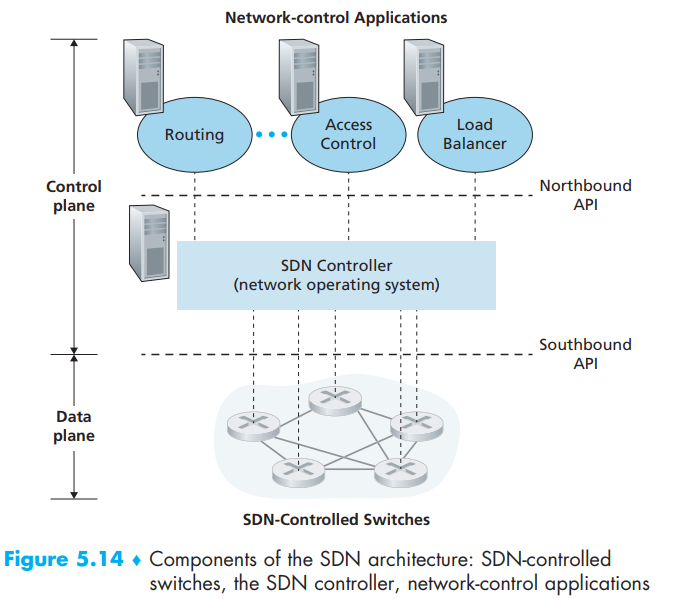 Network-control Applications
Routing
Access
Control
Load
Balancer
Control
plane
Northbound
API
SDN Controller
(network operating system)
Southbound
API
Data
plane
SDN-Controlled Switches
Figure 5.14 ♦ Components of the SDN architecture: SDN-controlled
switches, the SDN controller, network-control applications